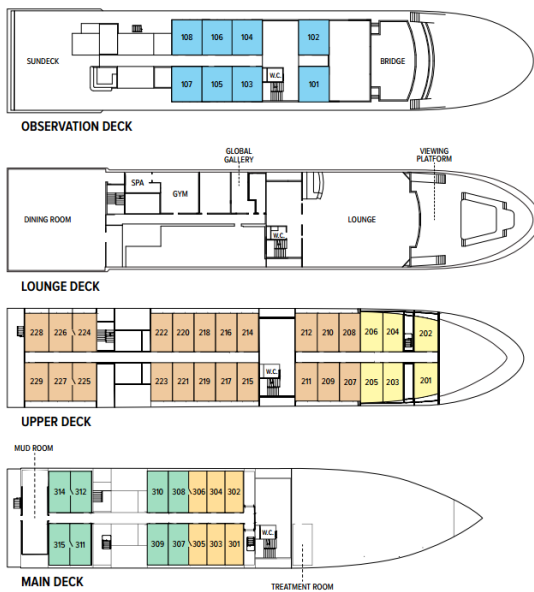 108 106 104 102
SUNDECK BRIDGE
W.C.
107 105 103 101
OBSERVATION DECK
GLOBAL
GALLERY
VIEWING
PLATFORM
SPA
GYM
DINING ROOM LOUNGE
W.C.
LOUNGE DECK
228 226 224 222 220 218 216 214 212 210 208 206 204 202
W.C.
229 227 225 223 221 219 217 215 211 209 207 205 203 201
UPPER DECK
MUD ROOM
314 312 310 308 306 304 302
W.C.
315 311 309 307 305 303 301
MAIN DECK
TREATMENT ROOM